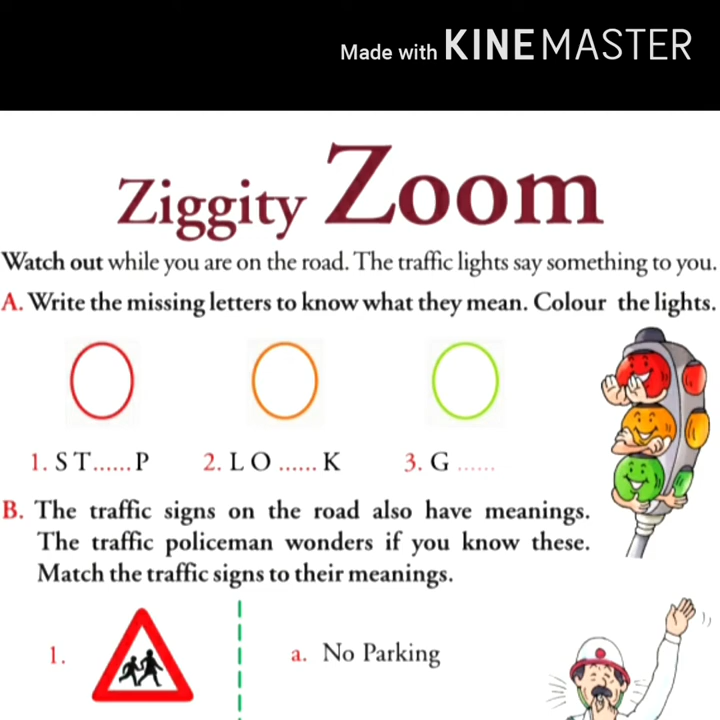 Made with KINEMASTER
Ziggity Zoom
Watch out while you are on the road. The traffic lights say something to you.
A. Write the missing letters to know what they mean. Colour the lights.
1. S T......P 2. L O ...... K 3. G ......
B. The traffic signs on the road also have meanings.
The traffic policeman wonders if you know these.
Match the traffic signs to their meanings.
1. a. No Parking